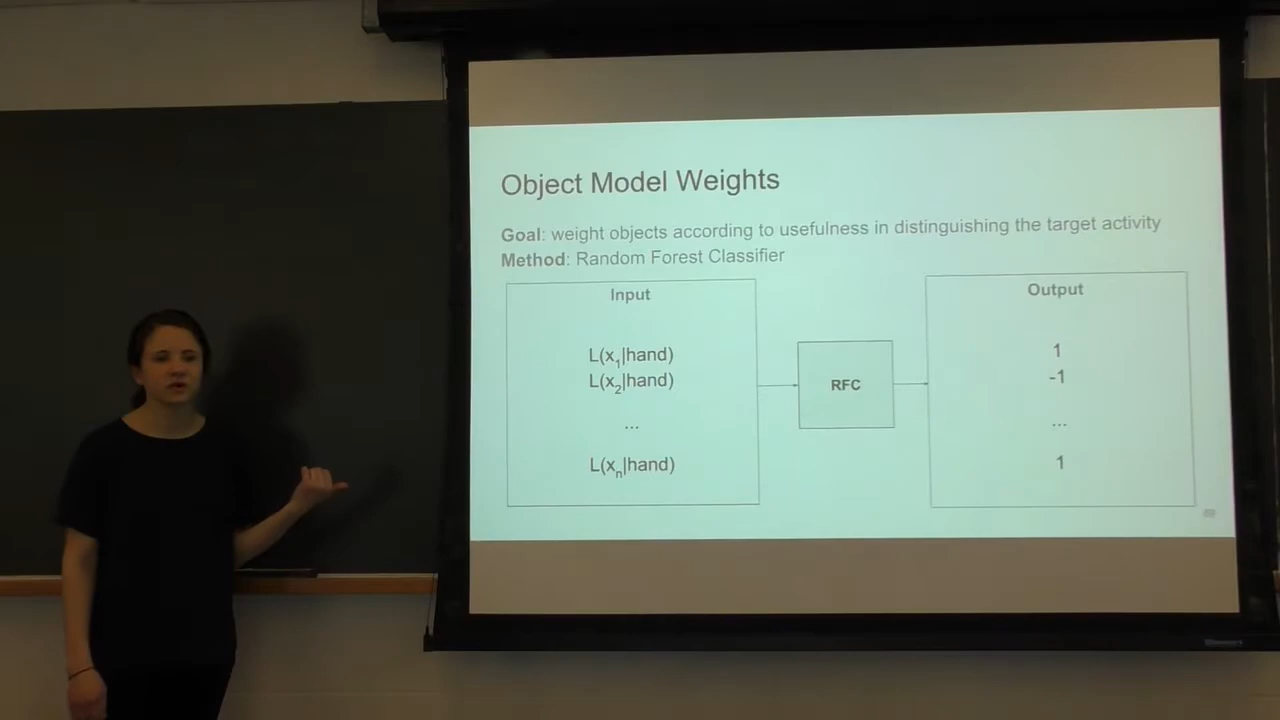 Object Model Weights
Goal: weight objects according to usefulness in distinguishing the target activity
Method: Random Forest Classifier
Input
L(x₁|hand)
L(x₂|hand)
...
L(xₙ|hand)
RFC
Output
1
-1
...
1